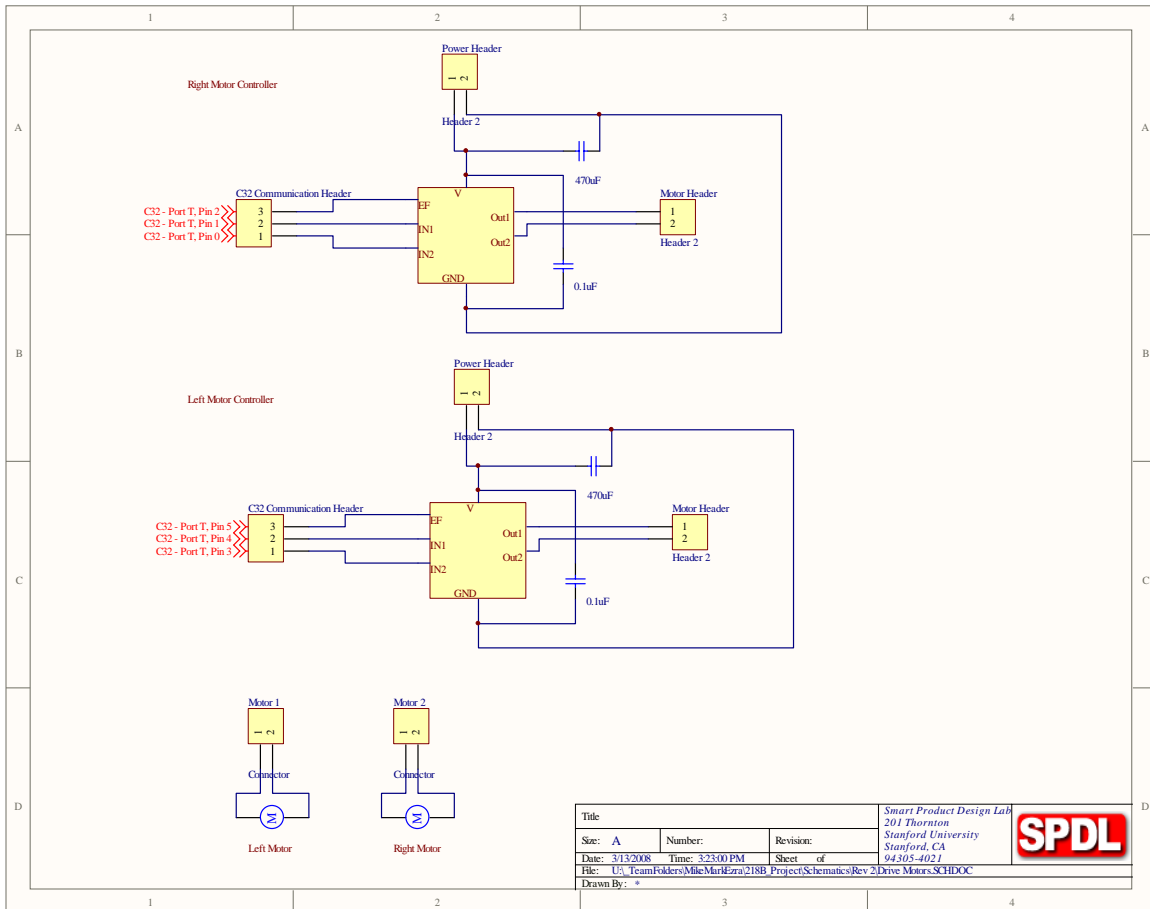 1 2 3 4
Power Header
1 2
Right Motor Controller
A A
Header 2
470uF
C32 Communication Header
V
Motor Header
C32 - Port T, Pin 2 3 EF Out1 1
C32 - Port T, Pin 1 2 IN1 2
C32 - Port T, Pin 0 1 IN2 Out2
Header 2
GND
0.1uF
B B
Power Header
1 2
Left Motor Controller
Header 2
470uF
C32 Communication Header
V
Motor Header
C32 - Port T, Pin 5 3 EF Out1 1
C32 - Port T, Pin 4 2 IN1 2
C32 - Port T, Pin 3 1 IN2 Out2
Header 2
C C
GND
0.1uF
Motor 1 Motor 2
1 2 1 2
Connector Connector
D D
M M
Left Motor Right Motor
Title
Size: A Number: Revision:
Date: 3/13/2008 Time: 3:23:00 PM Sheet of
File: U:\_TeamFolders\MikeMarkEzra\218B_Project\Schematics\Rev 2\Drive Motors.SCHDOC
Drawn By: *
Smart Product Design Lab
201 Thornton
Stanford University
Stanford, CA
94305-4021
SPDL
1 2 3 4